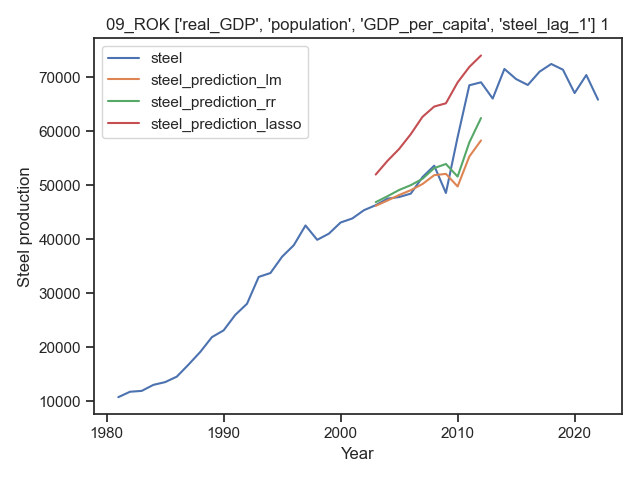 09_ROK ['real_GDP', 'population', 'GDP_per_capita', 'steel_lag_1'] 1
steel
steel_prediction_lm
steel_prediction_rr
steel_prediction_lasso
70000
60000
50000
40000
30000
20000
10000
Steel production
1980 1990 2000 2010 2020
Year